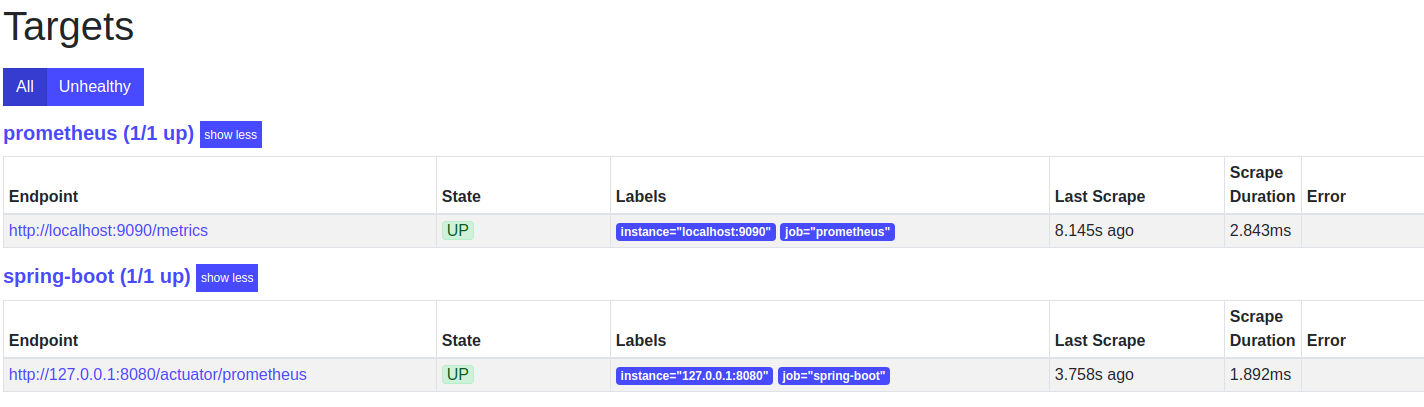 Targets
All Unhealthy
prometheus (1/1 up) show less
Endpoint State Labels Last Scrape Scrape Duration Error
http://localhost:9090/metrics UP instance="localhost:9090" job="prometheus" 8.145s ago 2.843ms
spring-boot (1/1 up) show less
Endpoint State Labels Last Scrape Scrape Duration Error
http://127.0.0.1:8080/actuator/prometheus UP instance="127.0.0.1:8080" job="spring-boot" 3.758s ago 1.892ms